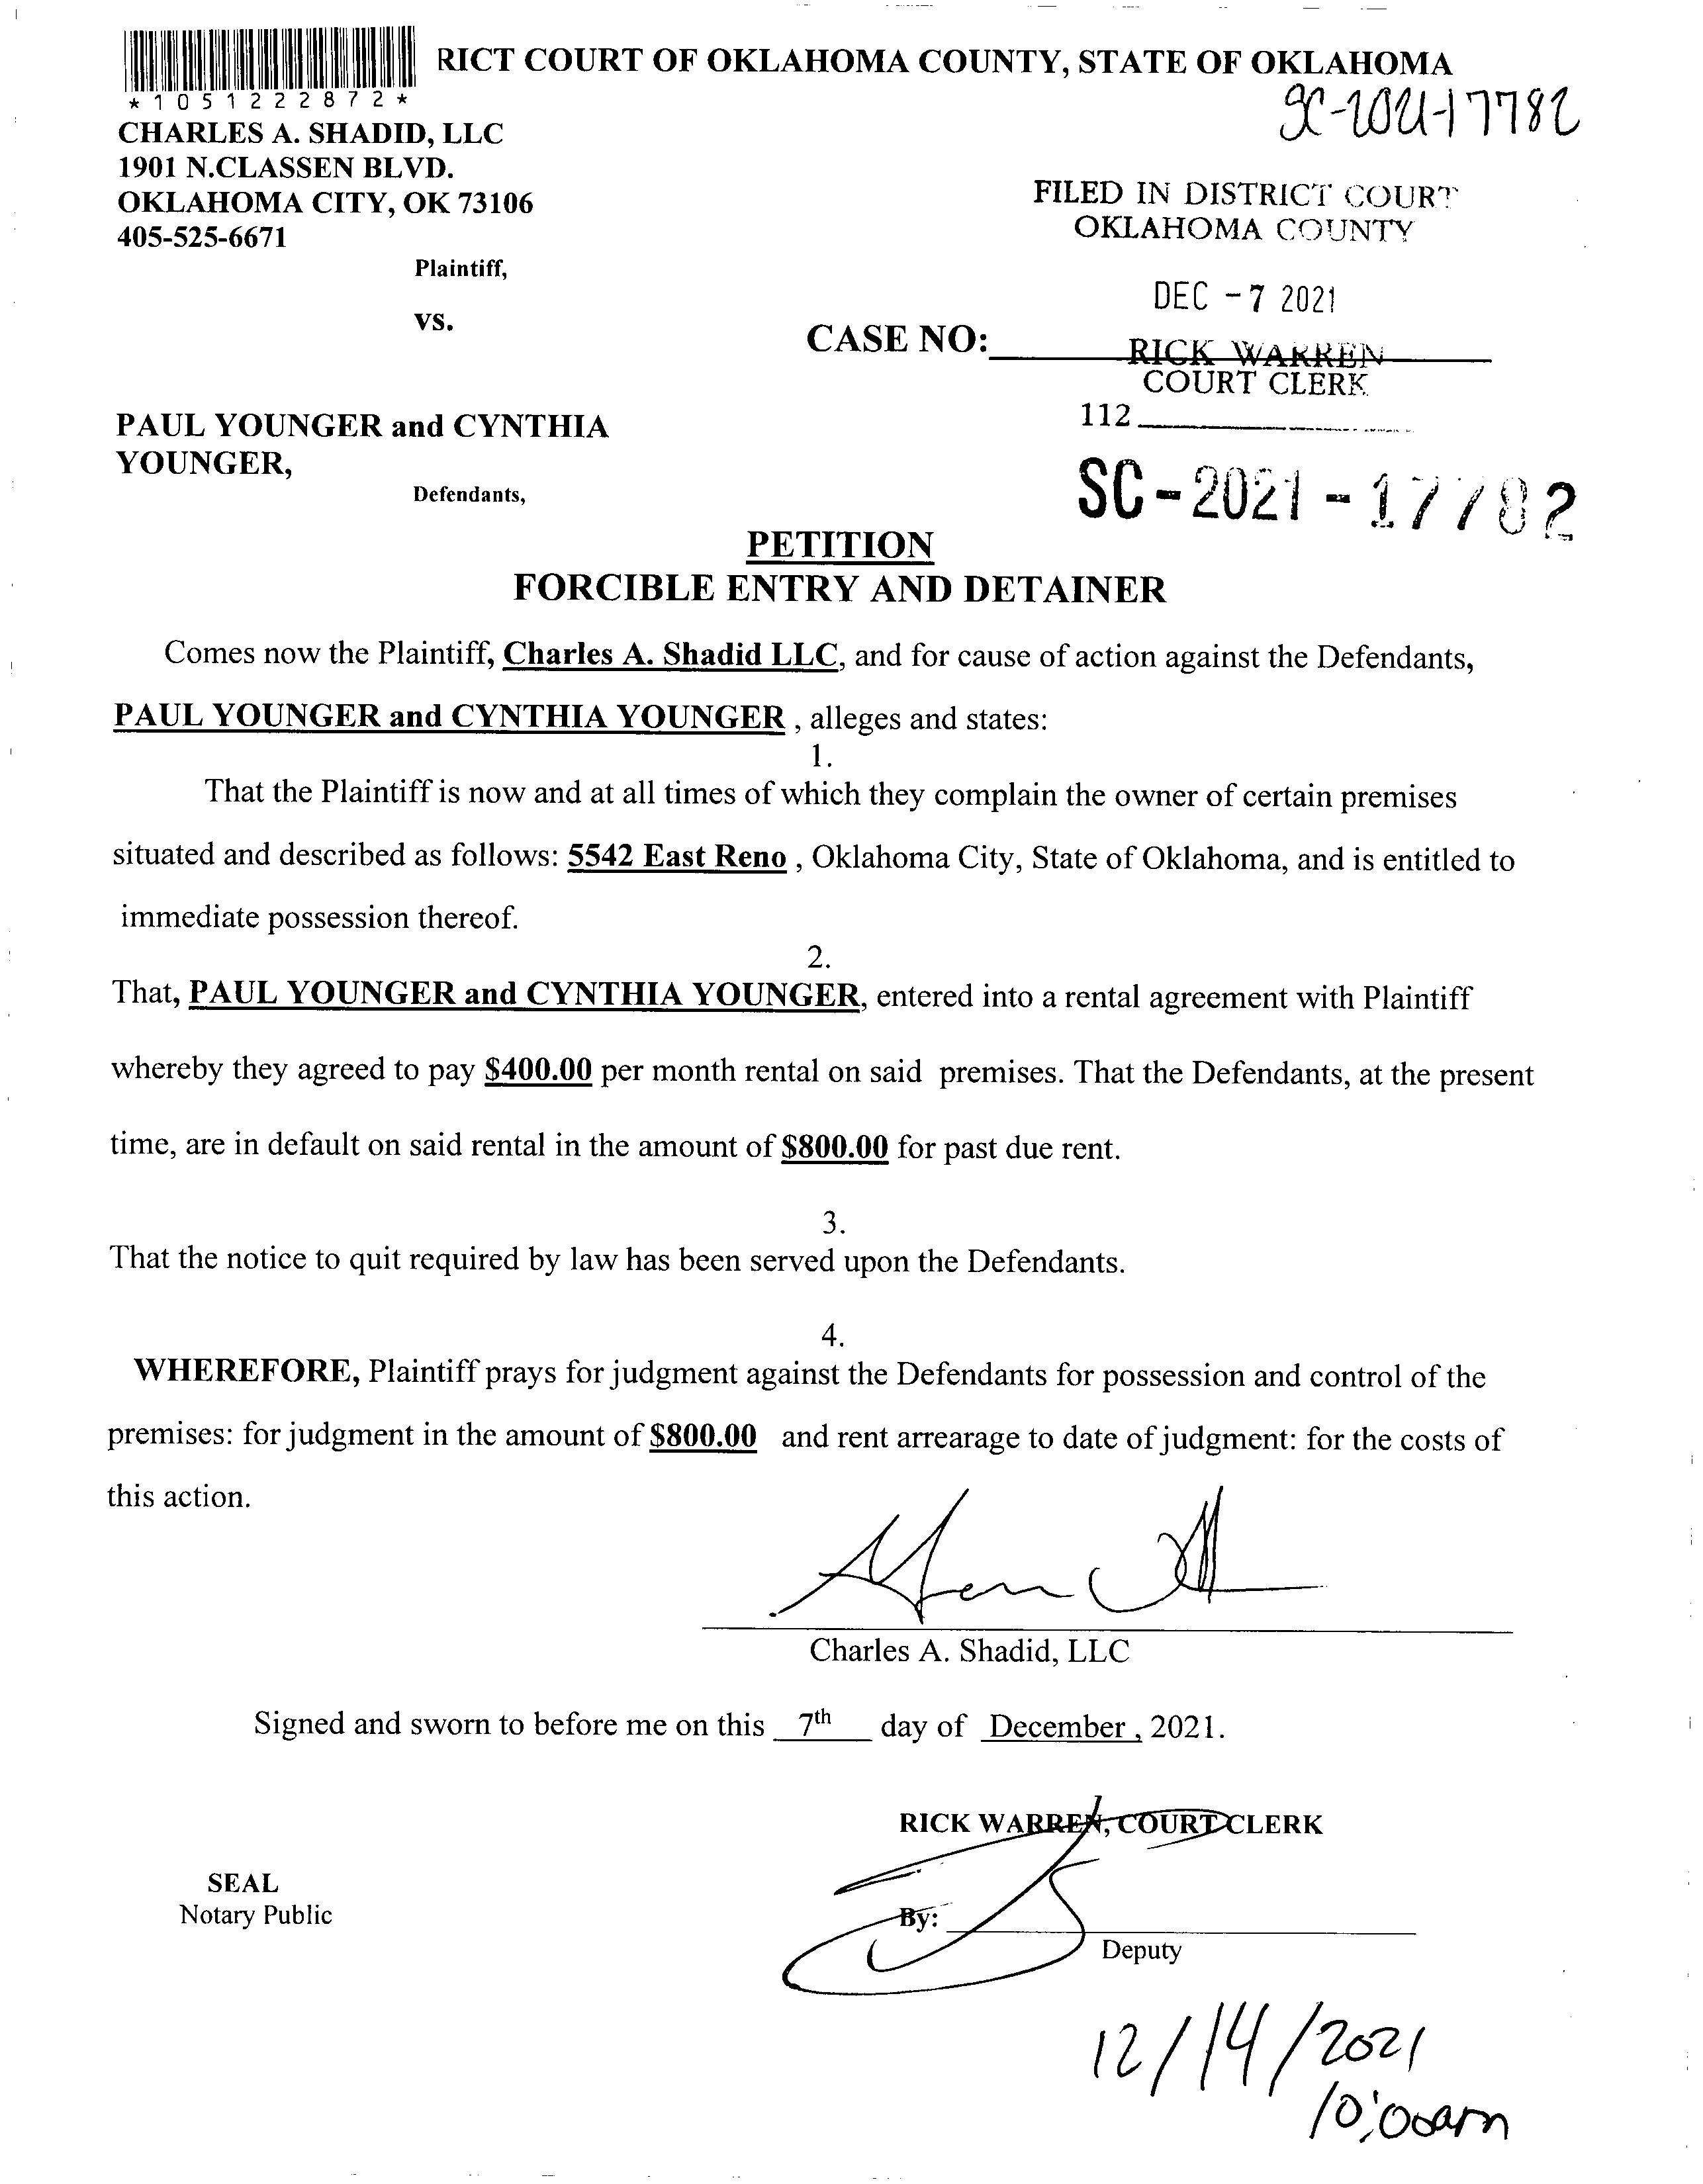 RICT COURT OF OKLAHOMA COUNTY, STATE OF OKLAHOMA
*1051222872*
SC-2021-17782
CHARLES A. SHADID, LLC
1901 N.CLASSEN BLVD.
OKLAHOMA CITY, OK 73106
405-525-6671
Plaintiff,
FILED IN DISTRICT COURT
OKLAHOMA COUNTY
DEC - 7 2021
vs.
CASE NO:
RICK WARREN
COURT CLERK
112
PAUL YOUNGER and CYNTHIA
YOUNGER,
Defendants,
SC - 2021 - 17782
PETITION
FORCIBLE ENTRY AND DETAINER
Comes now the Plaintiff, Charles A. Shadid LLC, and for cause of action against the Defendants,
PAUL YOUNGER and CYNTHIA YOUNGER , alleges and states:
1.
That the Plaintiff is now and at all times of which they complain the owner of certain premises
situated and described as follows: 5542 East Reno , Oklahoma City, State of Oklahoma, and is entitled to
immediate possession thereof.
2.
That, PAUL YOUNGER and CYNTHIA YOUNGER, entered into a rental agreement with Plaintiff
whereby they agreed to pay $400.00 per month rental on said premises. That the Defendants, at the present
time, are in default on said rental in the amount of $800.00 for past due rent.
3.
That the notice to quit required by law has been served upon the Defendants.
4.
WHEREFORE, Plaintiff prays for judgment against the Defendants for possession and control of the
premises: for judgment in the amount of $800.00 and rent arrearage to date of judgment: for the costs of
this action.
Charles A. Shadid, LLC
Signed and sworn to before me on this 7th day of December , 2021.
RICK WARREN, COURT CLERK
SEAL
Notary Public
By:
Deputy
12/14/2021
10:00am